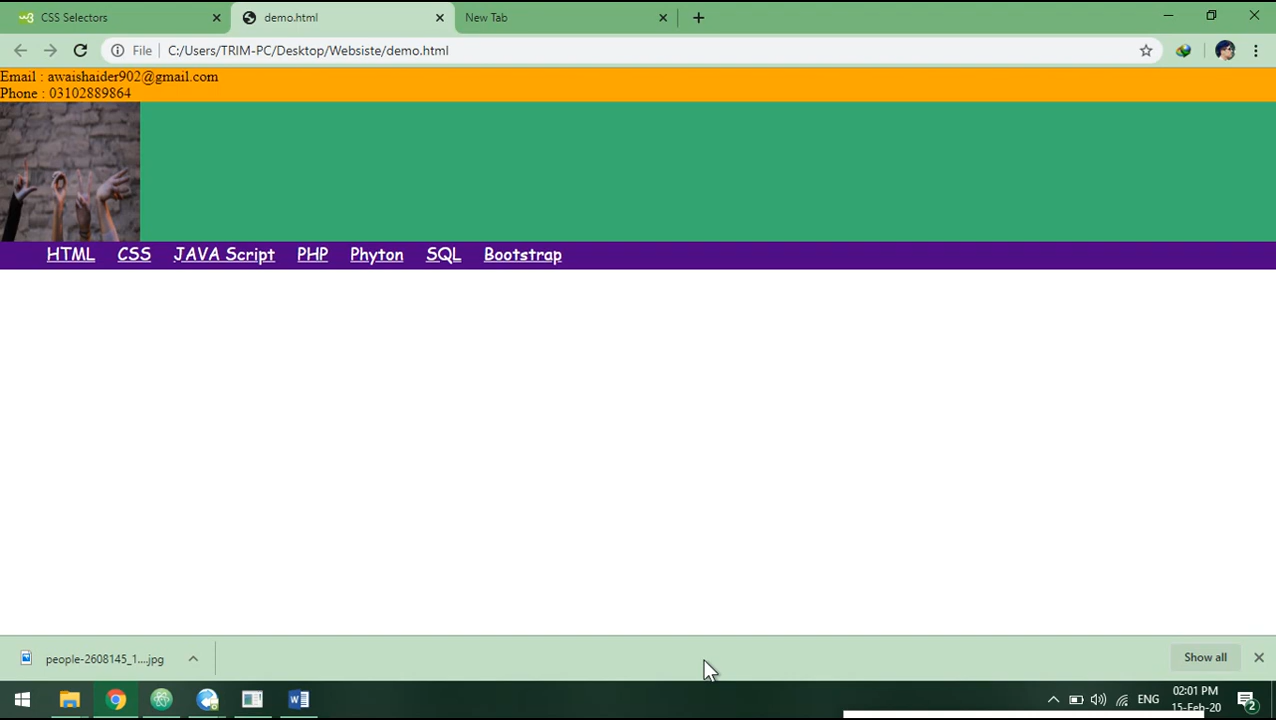 CSS Selectors
demo.html
New Tab
File C:/Users/TRIM-PC/Desktop/Websiste/demo.html
Email : awaishaider902@gmail.com
Phone : 03102889864
HTML CSS JAVA Script PHP Phyton SQL Bootstrap
people-2608145_1....jpg
Show all
ENG
02:01 PM
15-Feb-20
2